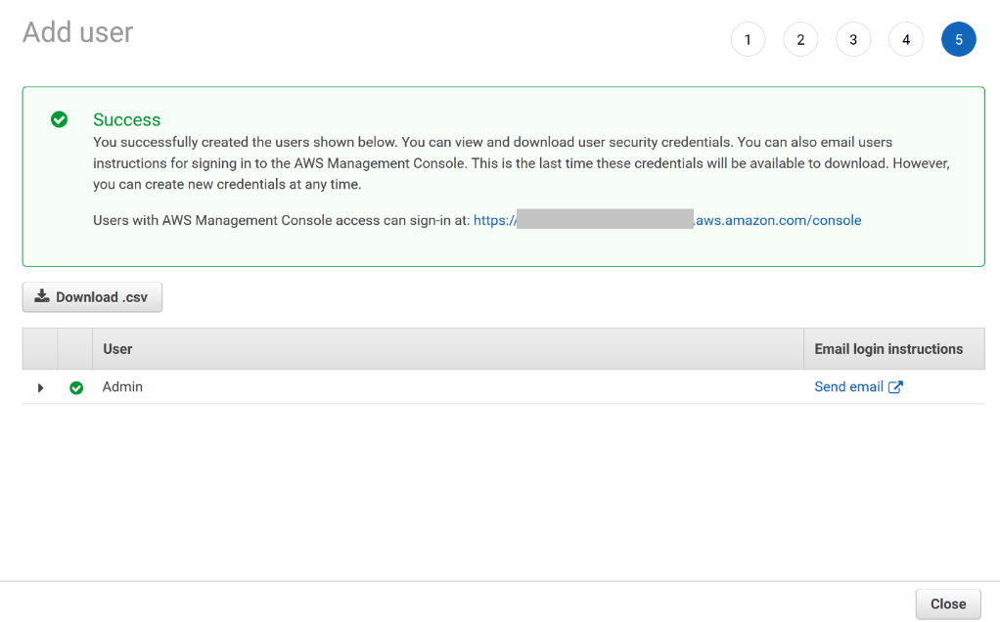 Add user
1 2 3 4 5
Success
You successfully created the users shown below. You can view and download user security credentials. You can also email users
instructions for signing in to the AWS Management Console. This is the last time these credentials will be available to download. However,
you can create new credentials at any time.
Users with AWS Management Console access can sign-in at: https:// .aws.amazon.com/console
Download .csv
User Email login instructions
Admin Send email
Close